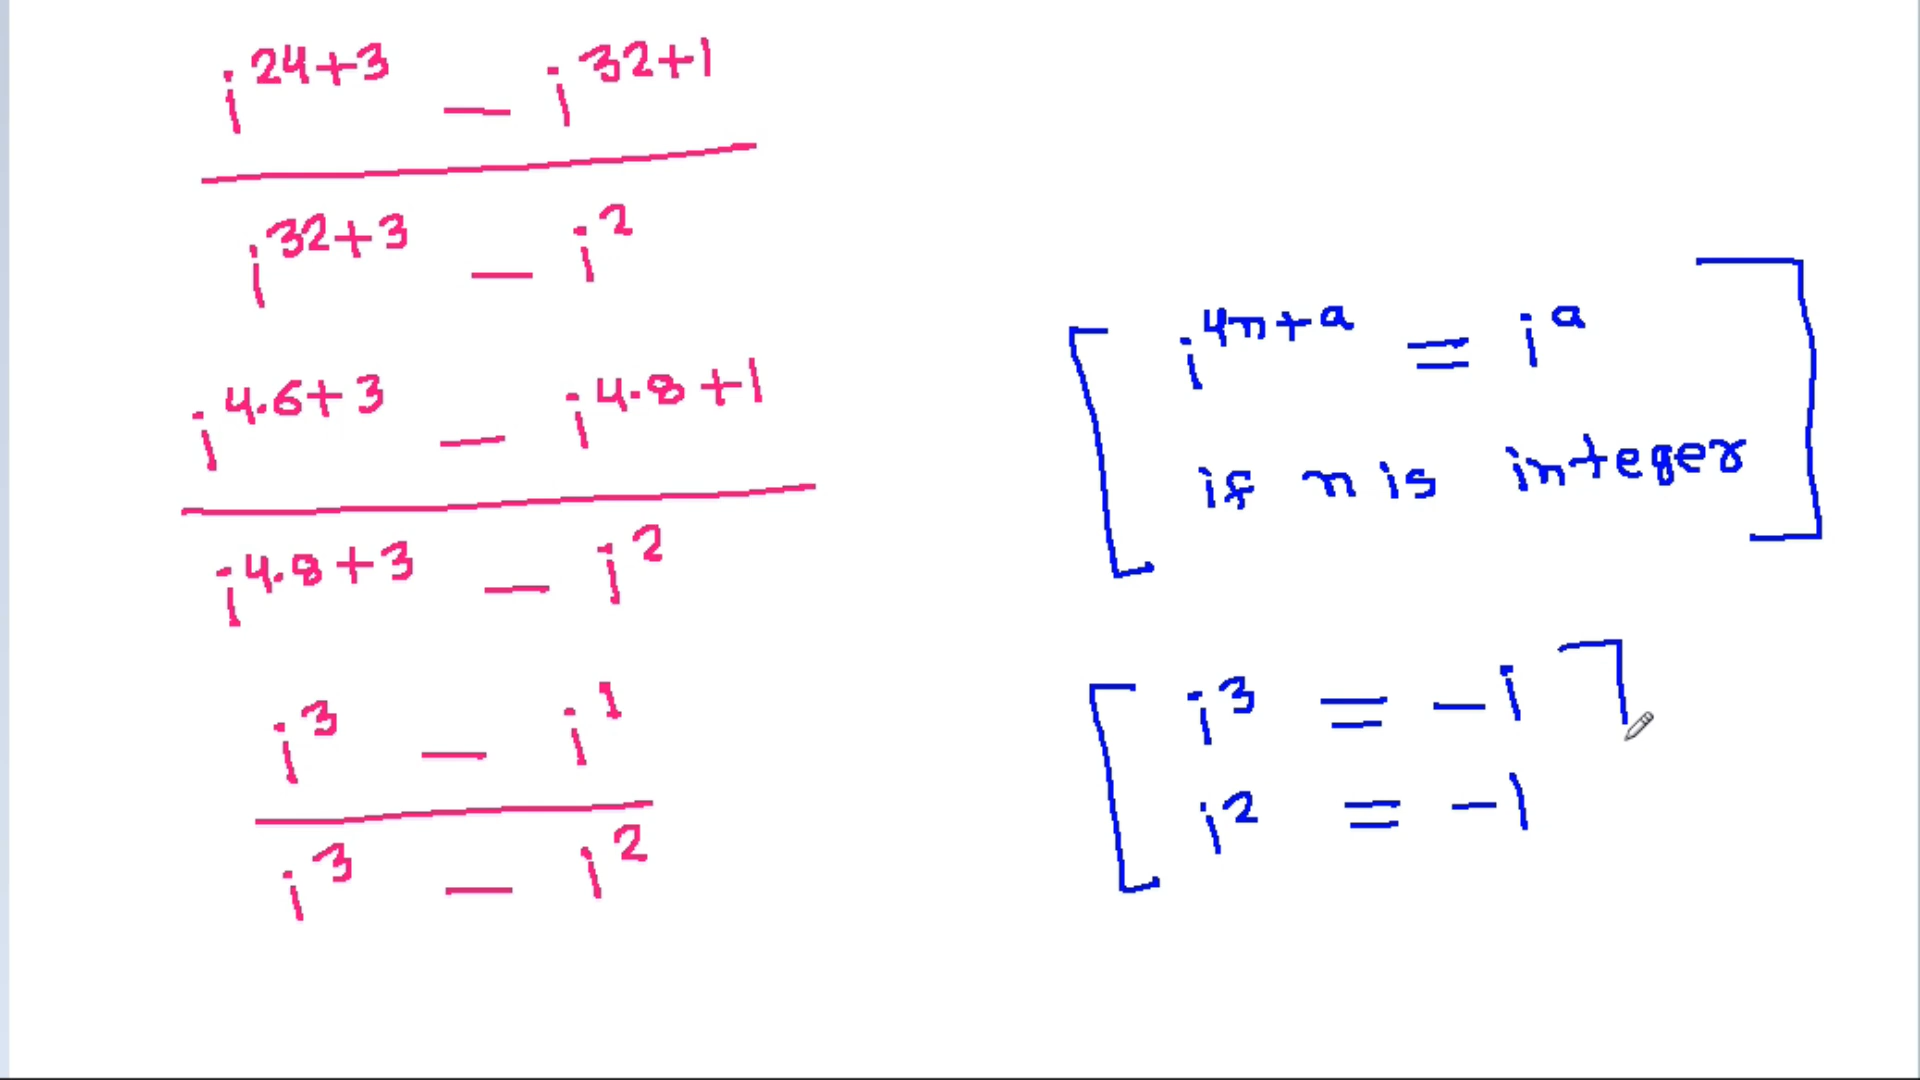 i^24+3 — i^32+1
i^32+3 — i^2
i^4.6+3 — i^4.8+1
i^4.8+3 — i^2
i^3 — i^1
i^3 — i^2
[ i^4n+a = i^a
if n is integer ]
[ i^3 = -i
i^2 = -1